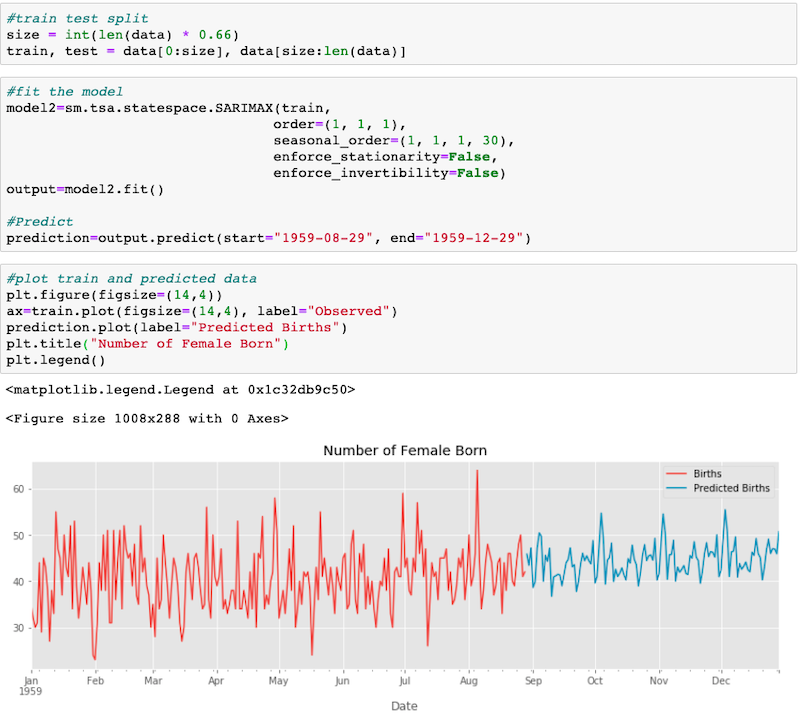 #train test split
size = int(len(data) * 0.66)
train, test = data[0:size], data[size:len(data)]
#fit the model
model2=sm.tsa.statespace.SARIMAX(train,
order=(1, 1, 1),
seasonal_order=(1, 1, 1, 30),
enforce_stationarity=False,
enforce_invertibility=False)
output=model2.fit()
#Predict
prediction=output.predict(start="1959-08-29", end="1959-12-29")
#plot train and predicted data
plt.figure(figsize=(14,4))
ax=train.plot(figsize=(14,4), label="Observed")
prediction.plot(label="Predicted Births")
plt.title("Number of Female Born")
plt.legend()
<matplotlib.legend.Legend at 0x1c32db9c50>
<Figure size 1008x288 with 0 Axes>
Number of Female Born
Births
Predicted Births
60
50
40
30
Jan Feb Mar Apr May Jun Jul Aug Sep Oct Nov Dec
1959
Date